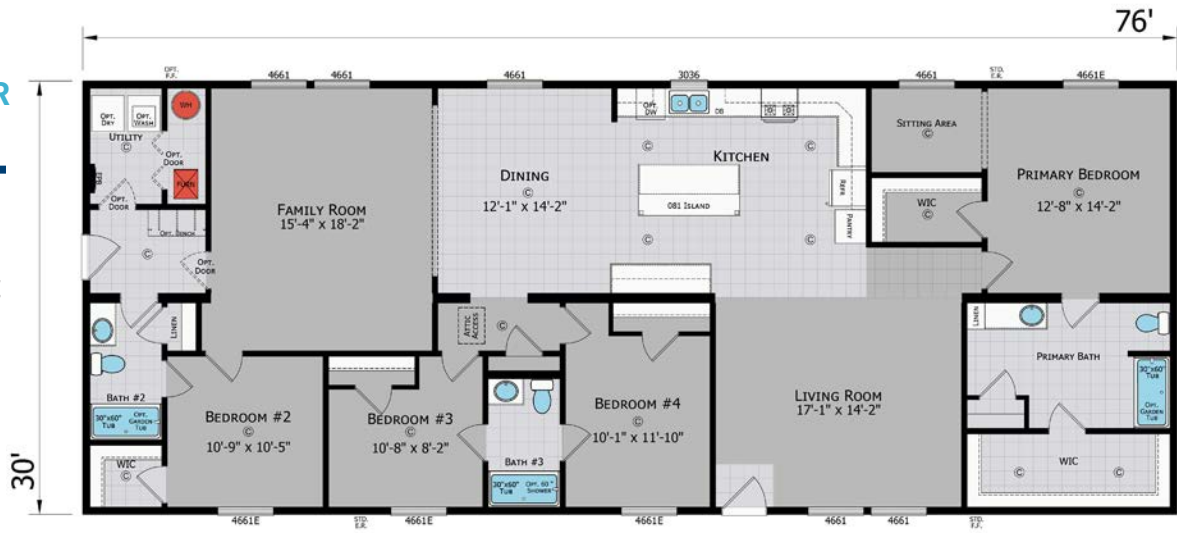 76'
30'
R
OPT.
F.F.
4661
4661
4661
3036
4661
STD.
E.R.
4661E
OPT.
DRY
OPT.
WASH
WH
UTILITY
©
OPT.
DOOR
FURN
OPT.
DOOR
OPT. BENCH
©
OPT.
DOOR
FAMILY ROOM
15'-4" x 18'-2"
DINING
©
12'-1" x 14'-2"
OPT.
DW
OB
©
©
KITCHEN
081 ISLAND
REFR
PANTRY
©
©
SITTING AREA
©
WIC
©
PRIMARY BEDROOM
©
12'-8" x 14'-2"
LINEN
BATH #2
30"x60"
TUB
OPT.
GARDEN
TUB
WIC
©
BEDROOM #2
©
10'-9" x 10'-5"
ATTIC
ACCESS
©
BEDROOM #3
©
10'-8" x 8'-2"
BATH #3
30"x60"
TUB
OPT. 60"
SHOWER
BEDROOM #4
©
10'-1" x 11'-10"
LIVING ROOM
17'-1" x 14'-2"
LINEN
PRIMARY BATH
30"x60"
TUB
OPT.
GARDEN
TUB
WIC
©
©
4661E
STD.
E.R.
4661E
4661E
4661
4661
STD.
F.F.